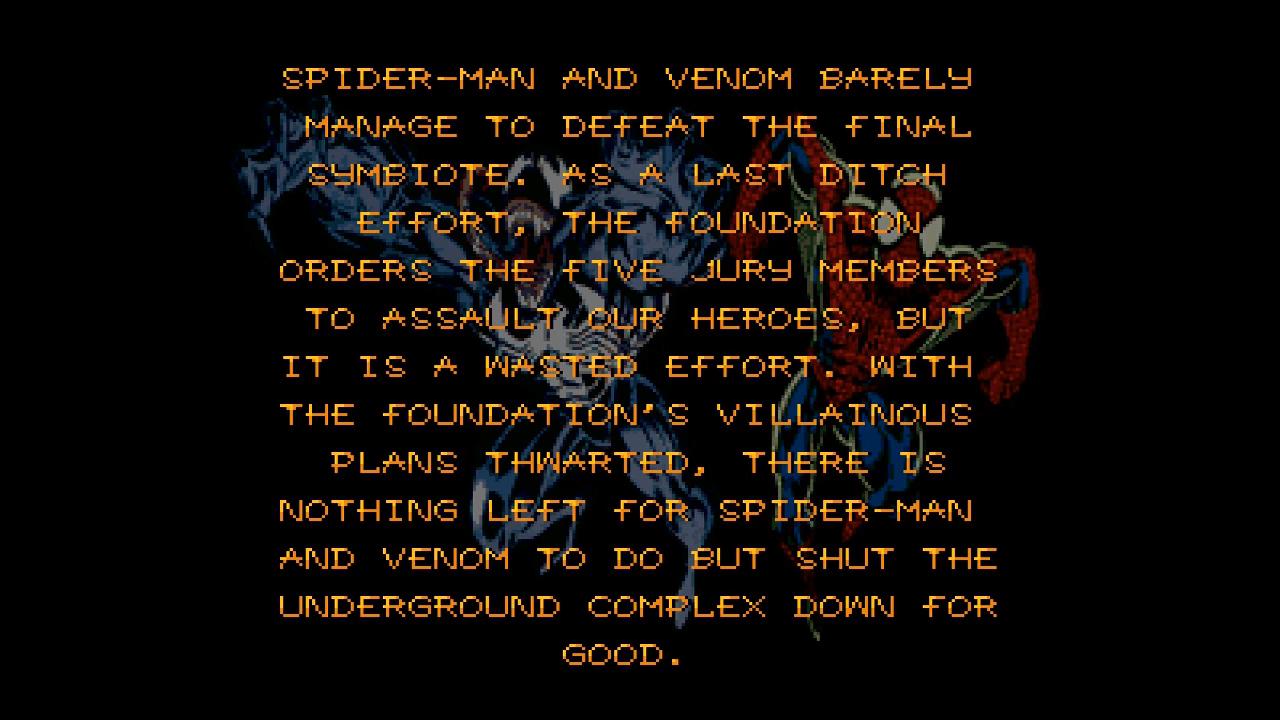 SPIDER-MAN AND VENOM BARELY
MANAGE TO DEFEAT THE FINAL
SYMBIOTE. AS A LAST DITCH
EFFORT, THE FOUNDATION
ORDERS THE FIVE JURY MEMBERS
TO ASSAULT OUR HEROES, BUT
IT IS A WASTED EFFORT. WITH
THE FOUNDATION'S VILLAINOUS
PLANS THWARTED, THERE IS
NOTHING LEFT FOR SPIDER-MAN
AND VENOM TO DO BUT SHUT THE
UNDERGROUND COMPLEX DOWN FOR
GOOD.